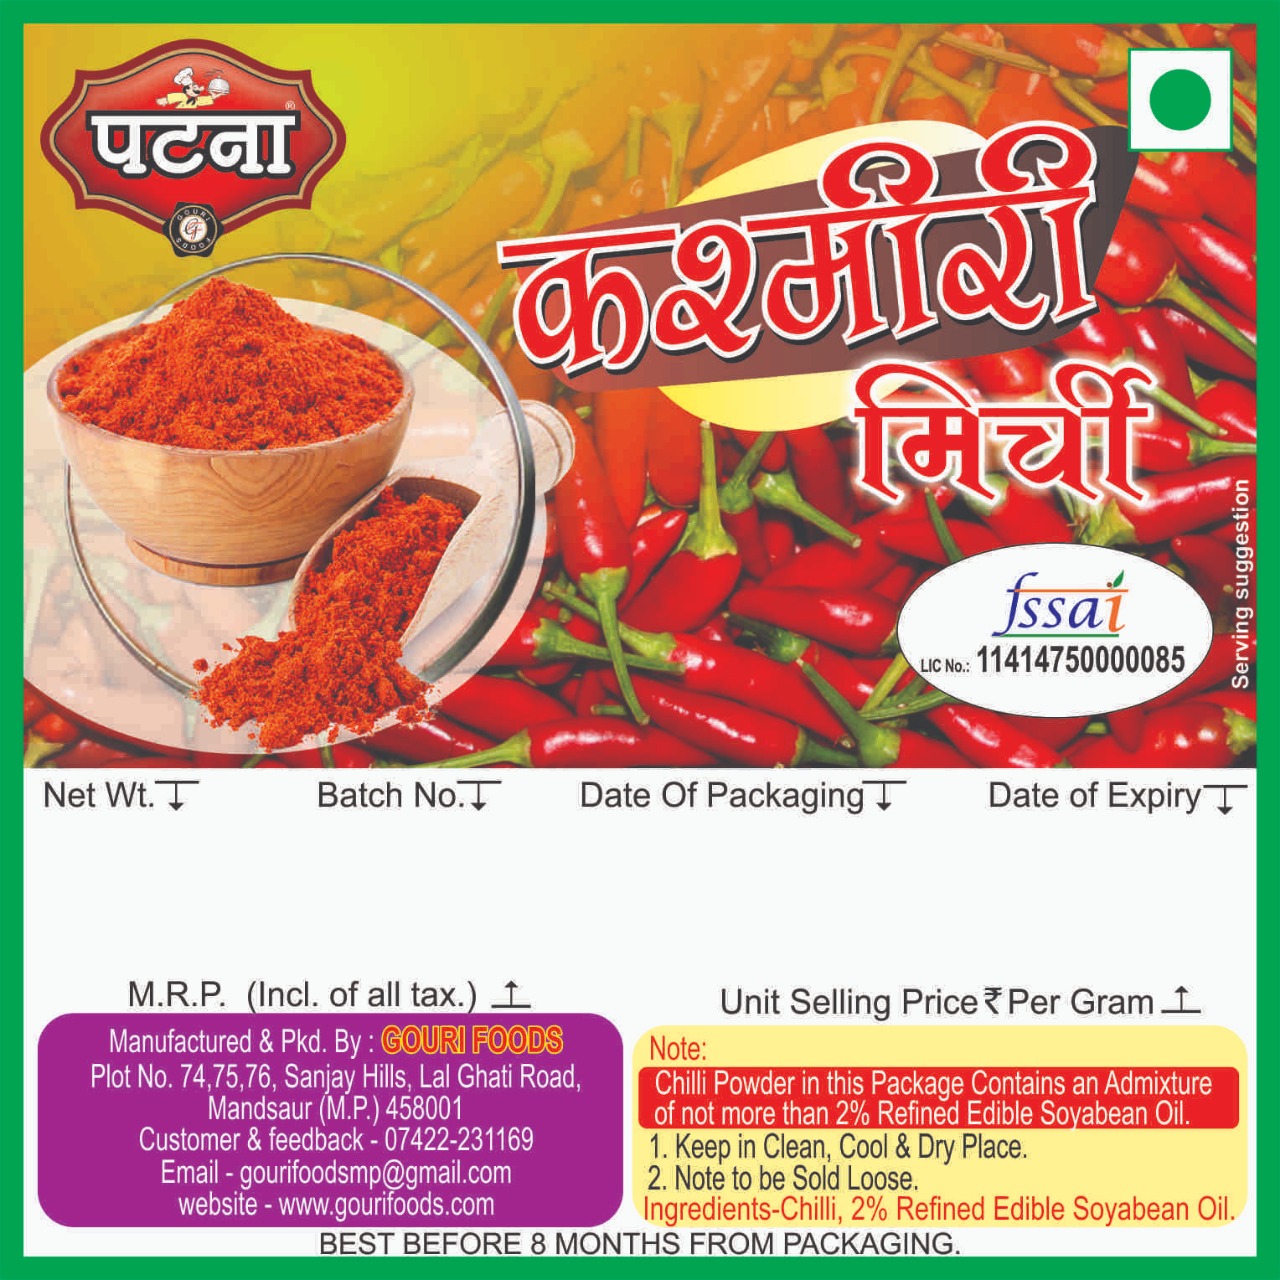 पटना
®
GOURI FOODS
कश्मीरी
मिर्ची
Serving suggestion
fssai
LIC No.: 11414750000085
Net Wt. Batch No. Date Of Packaging Date of Expiry
M.R.P. (Incl. of all tax.)
Unit Selling Price ₹ Per Gram
Manufactured & Pkd. By : GOURI FOODS
Plot No. 74,75,76, Sanjay Hills, Lal Ghati Road,
Mandsaur (M.P.) 458001
Customer & feedback - 07422-231169
Email - gourifoodsmp@gmail.com
website - www.gourifoods.com
Note:
Chilli Powder in this Package Contains an Admixture
of not more than 2% Refined Edible Soyabean Oil.
1. Keep in Clean, Cool & Dry Place.
2. Note to be Sold Loose.
Ingredients-Chilli, 2% Refined Edible Soyabean Oil.
BEST BEFORE 8 MONTHS FROM PACKAGING.